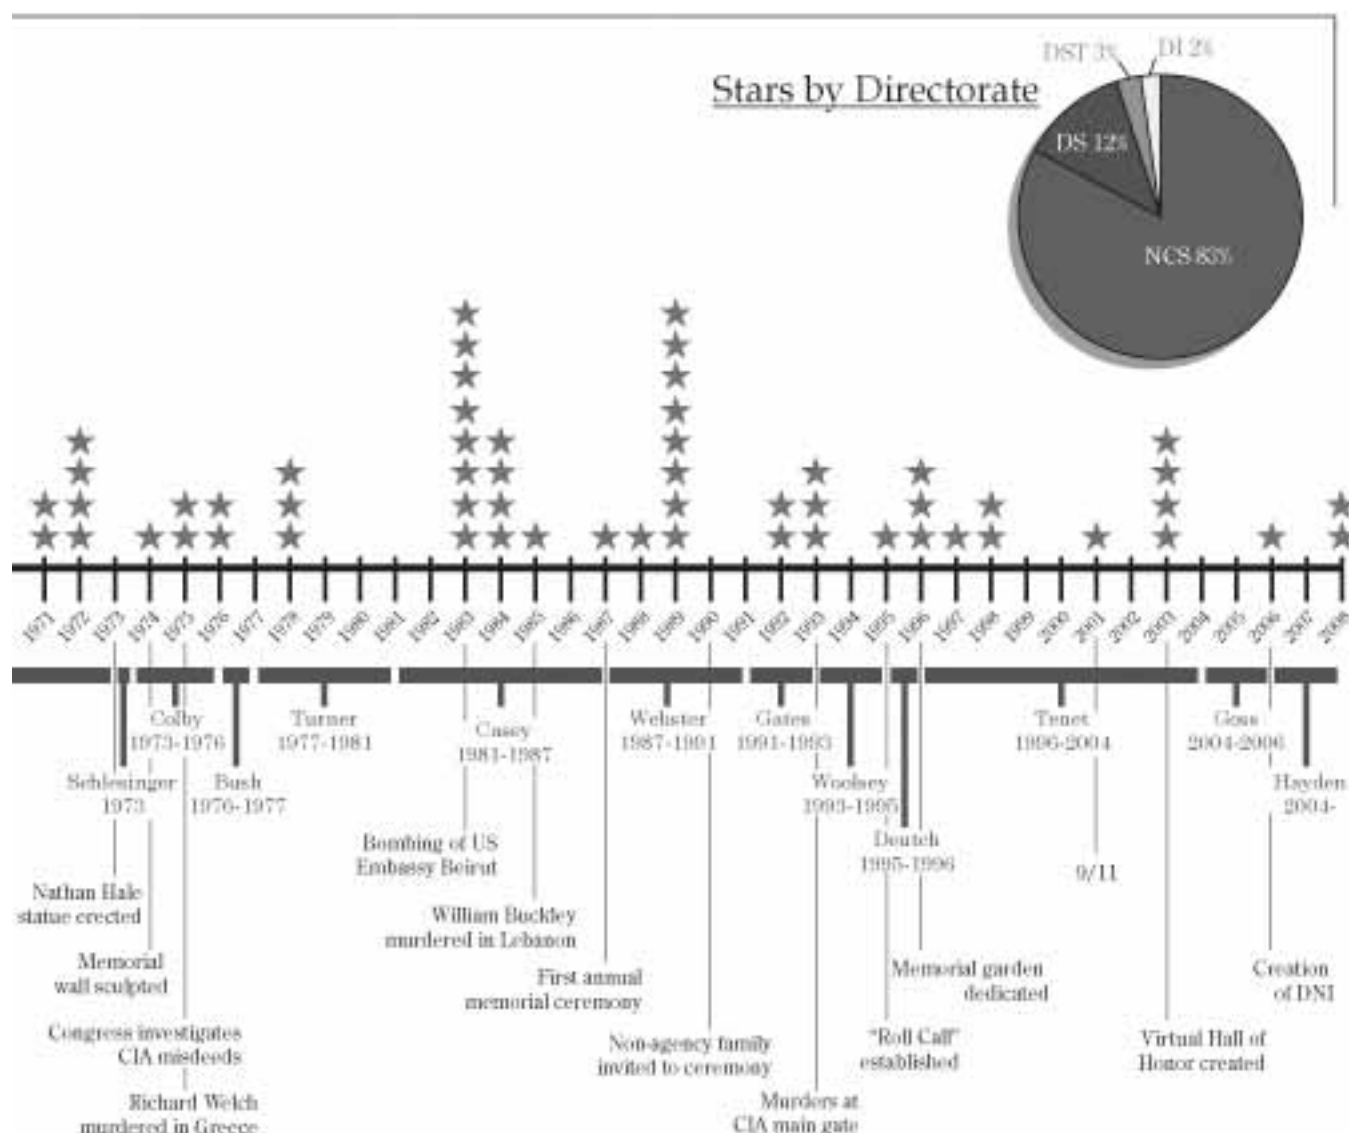 DST 3%
DI 2%
Stars by Directorate
DS 12%
NCS 83%
1971 1972 1973 1974 1975 1976 1977 1978 1979 1980 1981 1982 1983 1984 1985 1986 1987 1988 1989 1990 1991 1992 1993 1994 1995 1996 1997 1998 1999 2000 2001 2002 2003 2004 2005 2006 2007 2008
Colby
1973-1976
Turner
1977-1981
Casey
1981-1987
Webster
1987-1991
Gates
1991-1993
Tenet
1996-2004
Goss
2004-2006
Schlesinger
1973
Bush
1976-1977
Woolsey
1993-1995
Hayden
2004-
Deutch
1995-1996
Bombing of US
Embassy Beirut
9/11
Nathan Hale
statue erected
William Buckley
murdered in Lebanon
Memorial
wall sculpted
First annual
memorial ceremony
Memorial garden
dedicated
Creation
of DNI
Congress investigates
CIA misdeeds
Non-agency family
invited to ceremony
"Roll Call"
established
Virtual Hall of
Honor created
Richard Welch
murdered in Greece
Murders at
CIA main gate